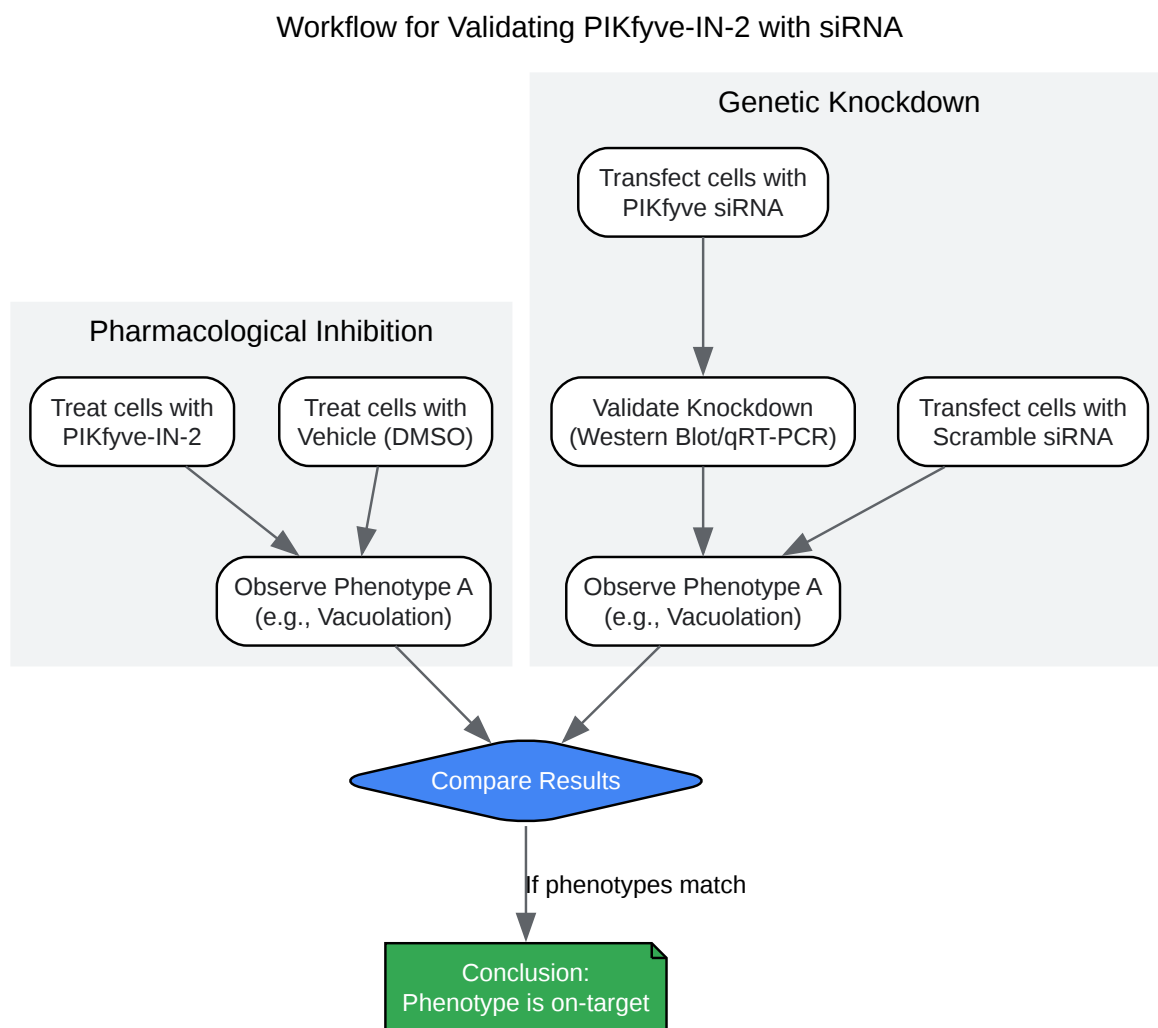 Workflow for Validating PIKfyve-IN-2 with siRNA
Genetic Knockdown
Transfect cells with
PIKfyve siRNA
Pharmacological Inhibition
Treat cells with
PIKfyve-IN-2
Treat cells with
Vehicle (DMSO)
Validate Knockdown
(Western Blot/qRT-PCR)
Transfect cells with
Scramble siRNA
Observe Phenotype A
(e.g., Vacuolation)
Observe Phenotype A
(e.g., Vacuolation)
Compare Results
If phenotypes match
Conclusion:
Phenotype is on-target